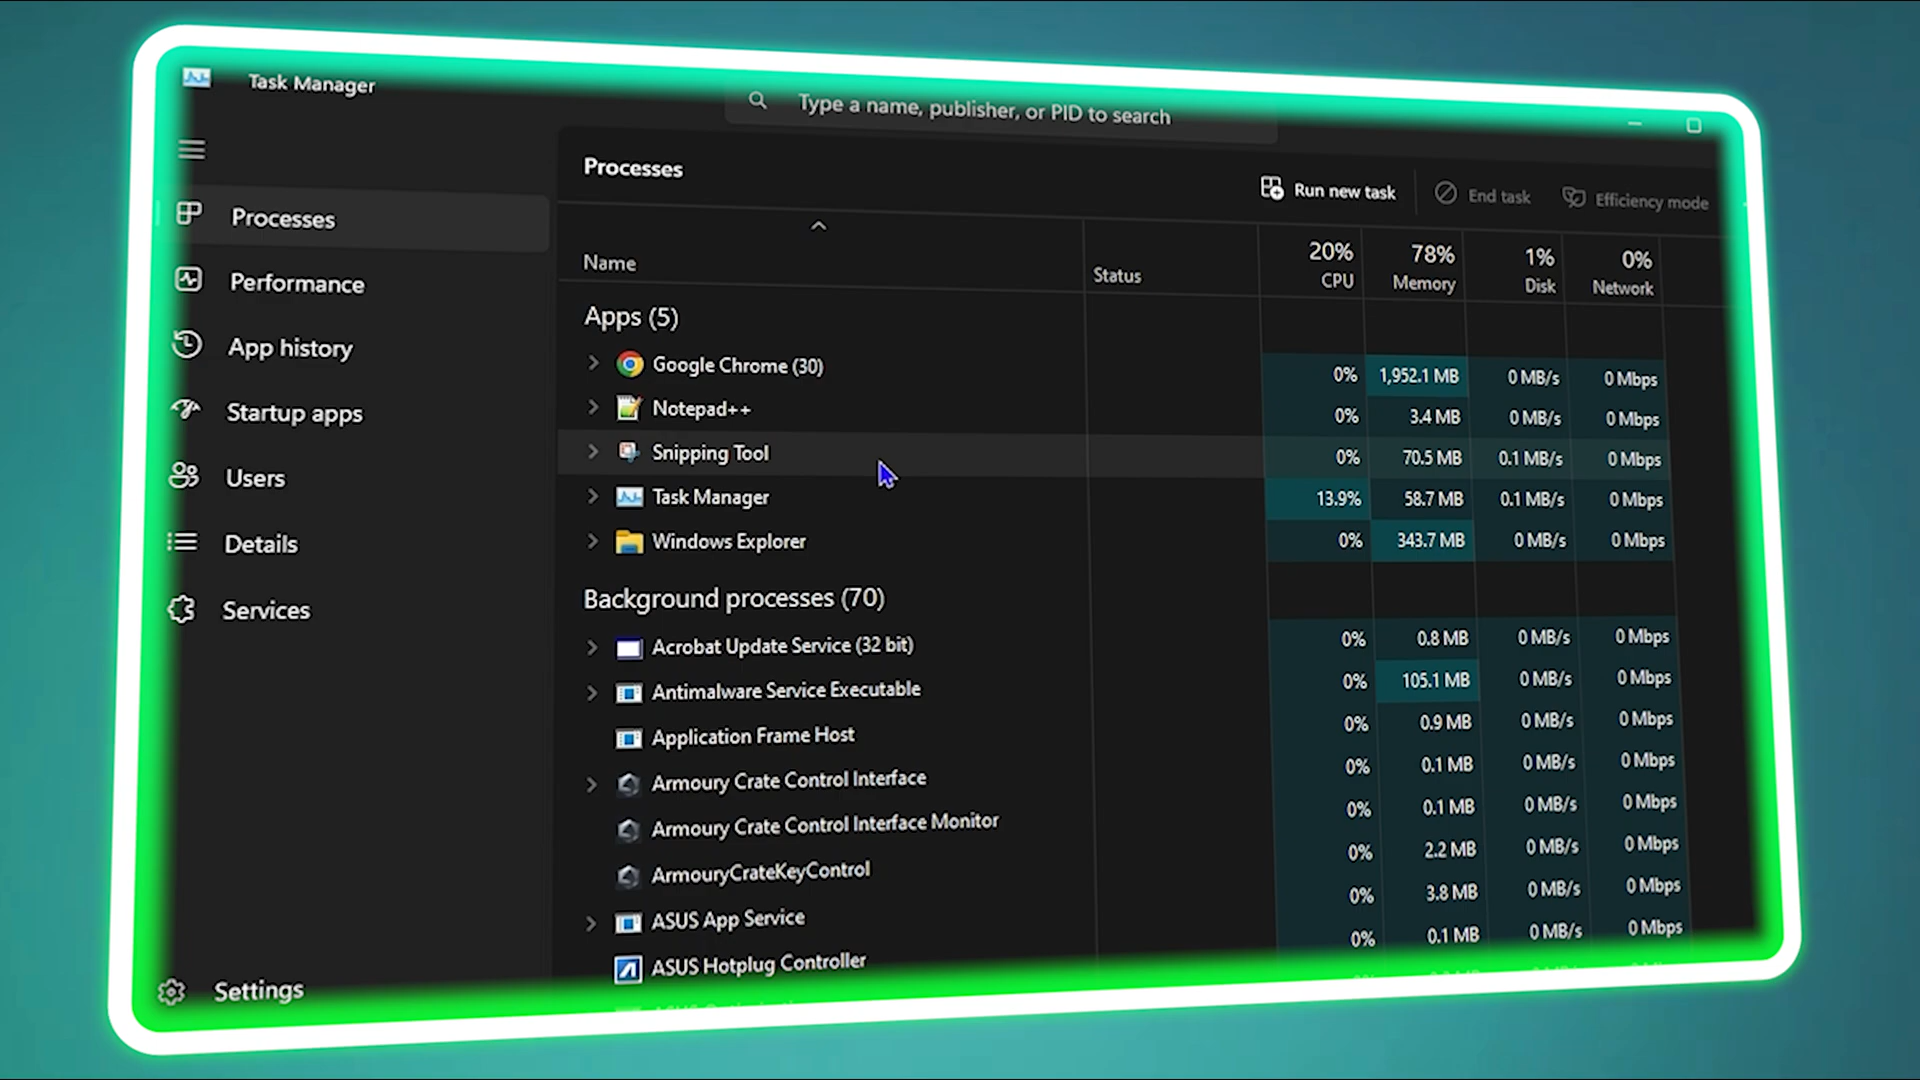 Task Manager
Type a name, publisher, or PID to search
Processes
Run new task
End task
Efficiency mode
Processes
Performance
App history
Startup apps
Users
Details
Services
Settings
Name
Status
20% CPU
78% Memory
1% Disk
0% Network
Apps (5)
Google Chrome (30) 0% 1,952.1 MB 0 MB/s 0 Mbps
Notepad++ 0% 3.4 MB 0 MB/s 0 Mbps
Snipping Tool 0% 70.5 MB 0.1 MB/s 0 Mbps
Task Manager 13.9% 58.7 MB 0.1 MB/s 0 Mbps
Windows Explorer 0% 343.7 MB 0 MB/s 0 Mbps
Background processes (70)
Acrobat Update Service (32 bit) 0% 0.8 MB 0 MB/s 0 Mbps
Antimalware Service Executable 0% 105.1 MB 0 MB/s 0 Mbps
Application Frame Host 0% 0.9 MB 0 MB/s 0 Mbps
Armoury Crate Control Interface 0% 0.1 MB 0 MB/s 0 Mbps
Armoury Crate Control Interface Monitor 0% 0.1 MB 0 MB/s 0 Mbps
ArmouryCrateKeyControl 0% 2.2 MB 0 MB/s 0 Mbps
ASUS App Service 0% 3.8 MB 0 MB/s 0 Mbps
ASUS Hotplug Controller 0% 0.1 MB 0 MB/s 0 Mbps